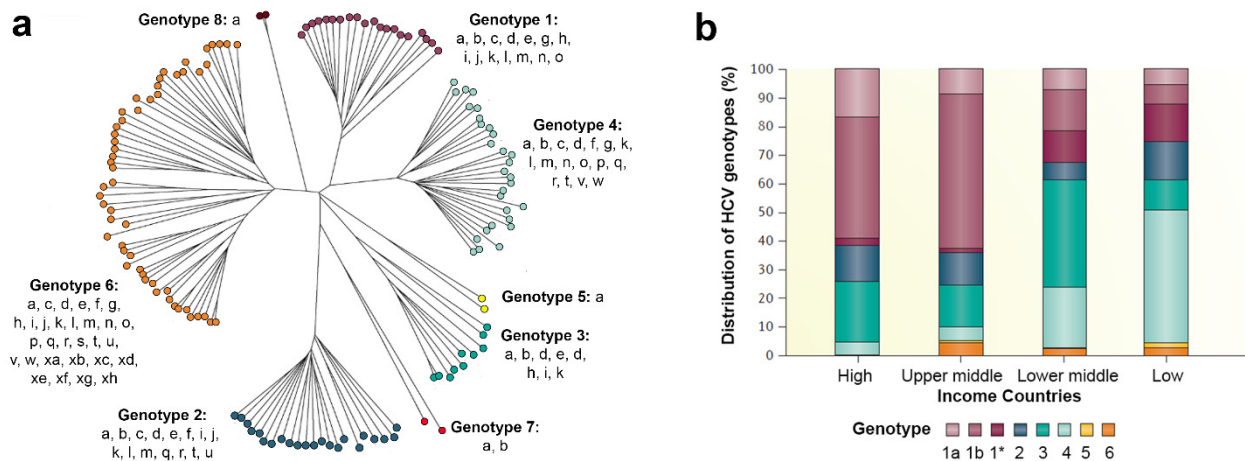 a
Genotype 8: a
Genotype 1:
a, b, c, d, e, g, h,
i, j, k, l, m, n, o
Genotype 4:
a, b, c, d, f, g, k,
l, m, n, o, p, q,
r, t, v, w
Genotype 5: a
Genotype 3:
a, b, d, e, d,
h, i, k
Genotype 7:
a, b
Genotype 6:
a, c, d, e, f, g,
h, i, j, k, l, m, n, o,
p, q, r, s, t, u,
v, w, xa, xb, xc, xd,
xe, xf, xg, xh
Genotype 2:
a, b, c, d, e, f, i, j,
k, l, m, q, r, t, u
b
Distribution of HCV genotypes (%)
100
90
80
70
60
50
40
30
20
10
0
High Upper middle Lower middle Low
Income Countries
Genotype
1a 1b 1* 2 3 4 5 6